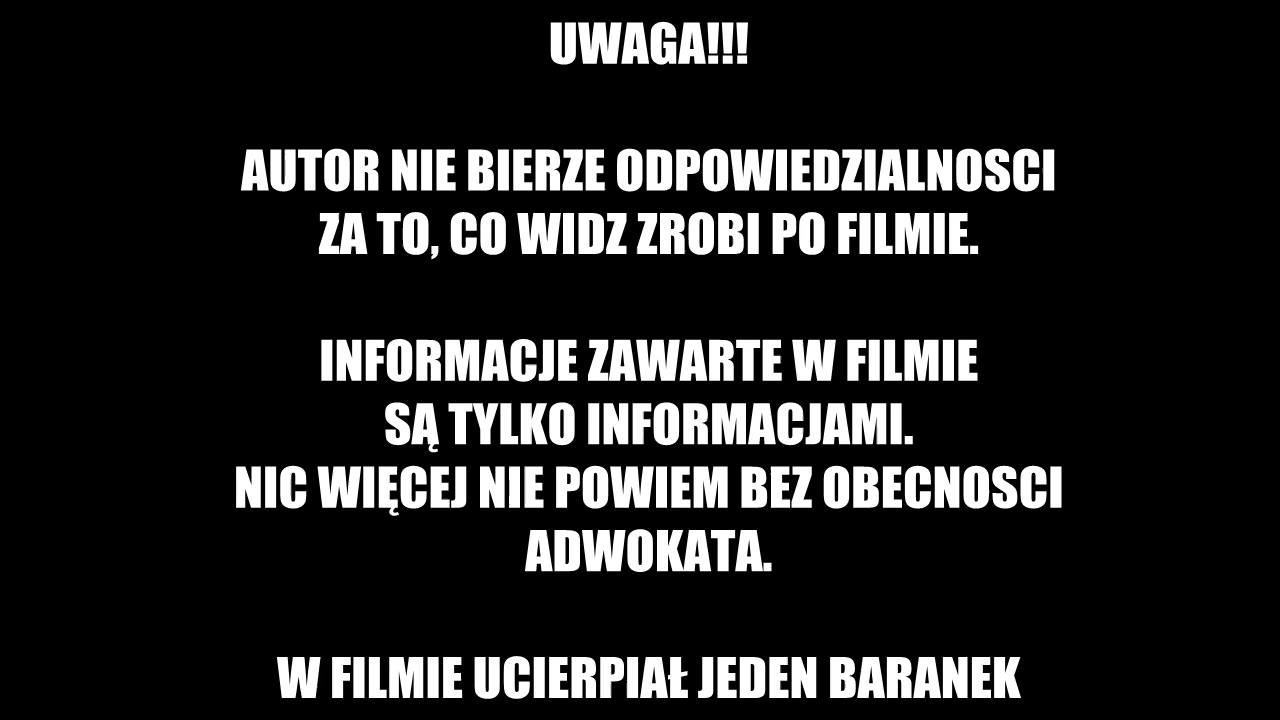 UWAGA!!!
AUTOR NIE BIERZE ODPOWIEDZIALNOSCI
ZA TO, CO WIDZ ZROBI PO FILMIE.
INFORMACJE ZAWARTE W FILMIE
SĄ TYLKO INFORMACJAMI.
NIC WIĘCEJ NIE POWIEM BEZ OBECNOSCI
ADWOKATA.
W FILMIE UCIERPIAŁ JEDEN BARANEK